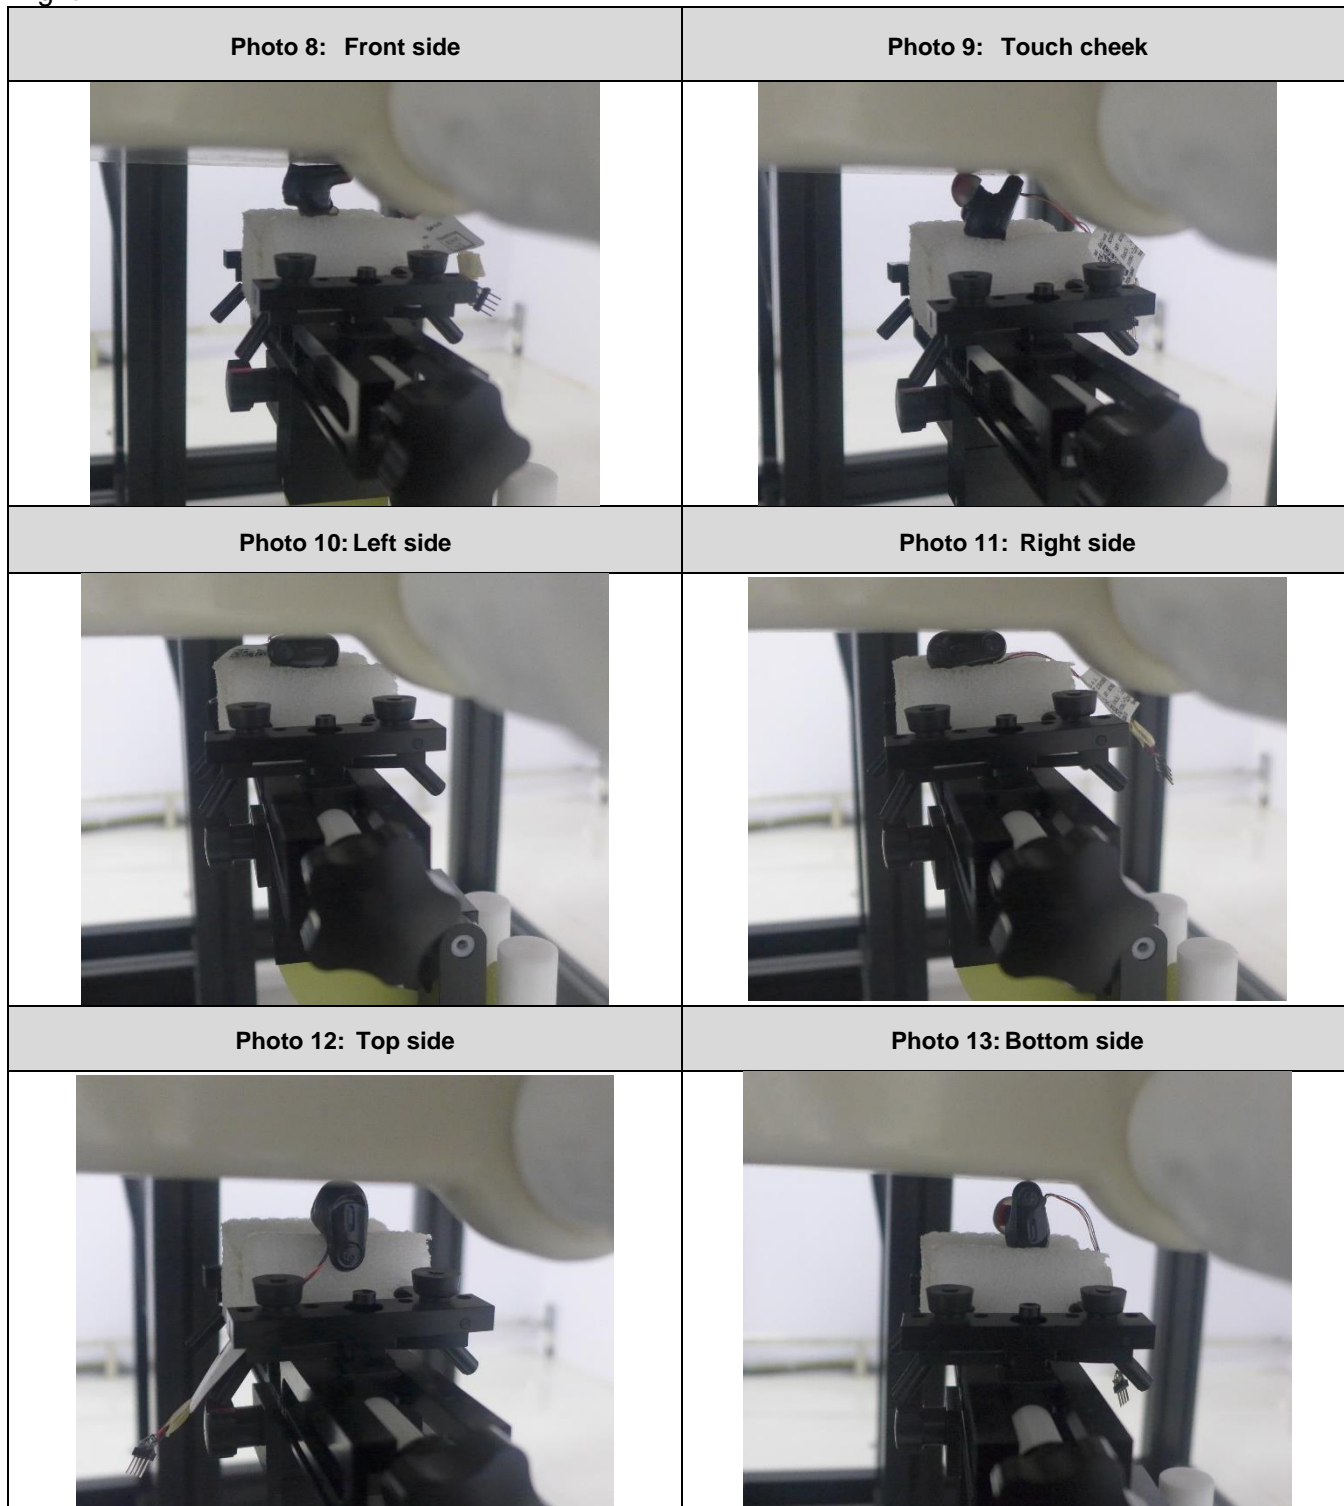 Photo 8: Front side
Photo 9: Touch cheek
Photo 10: Left side
Photo 11: Right side
Photo 12: Top side
Photo 13: Bottom side